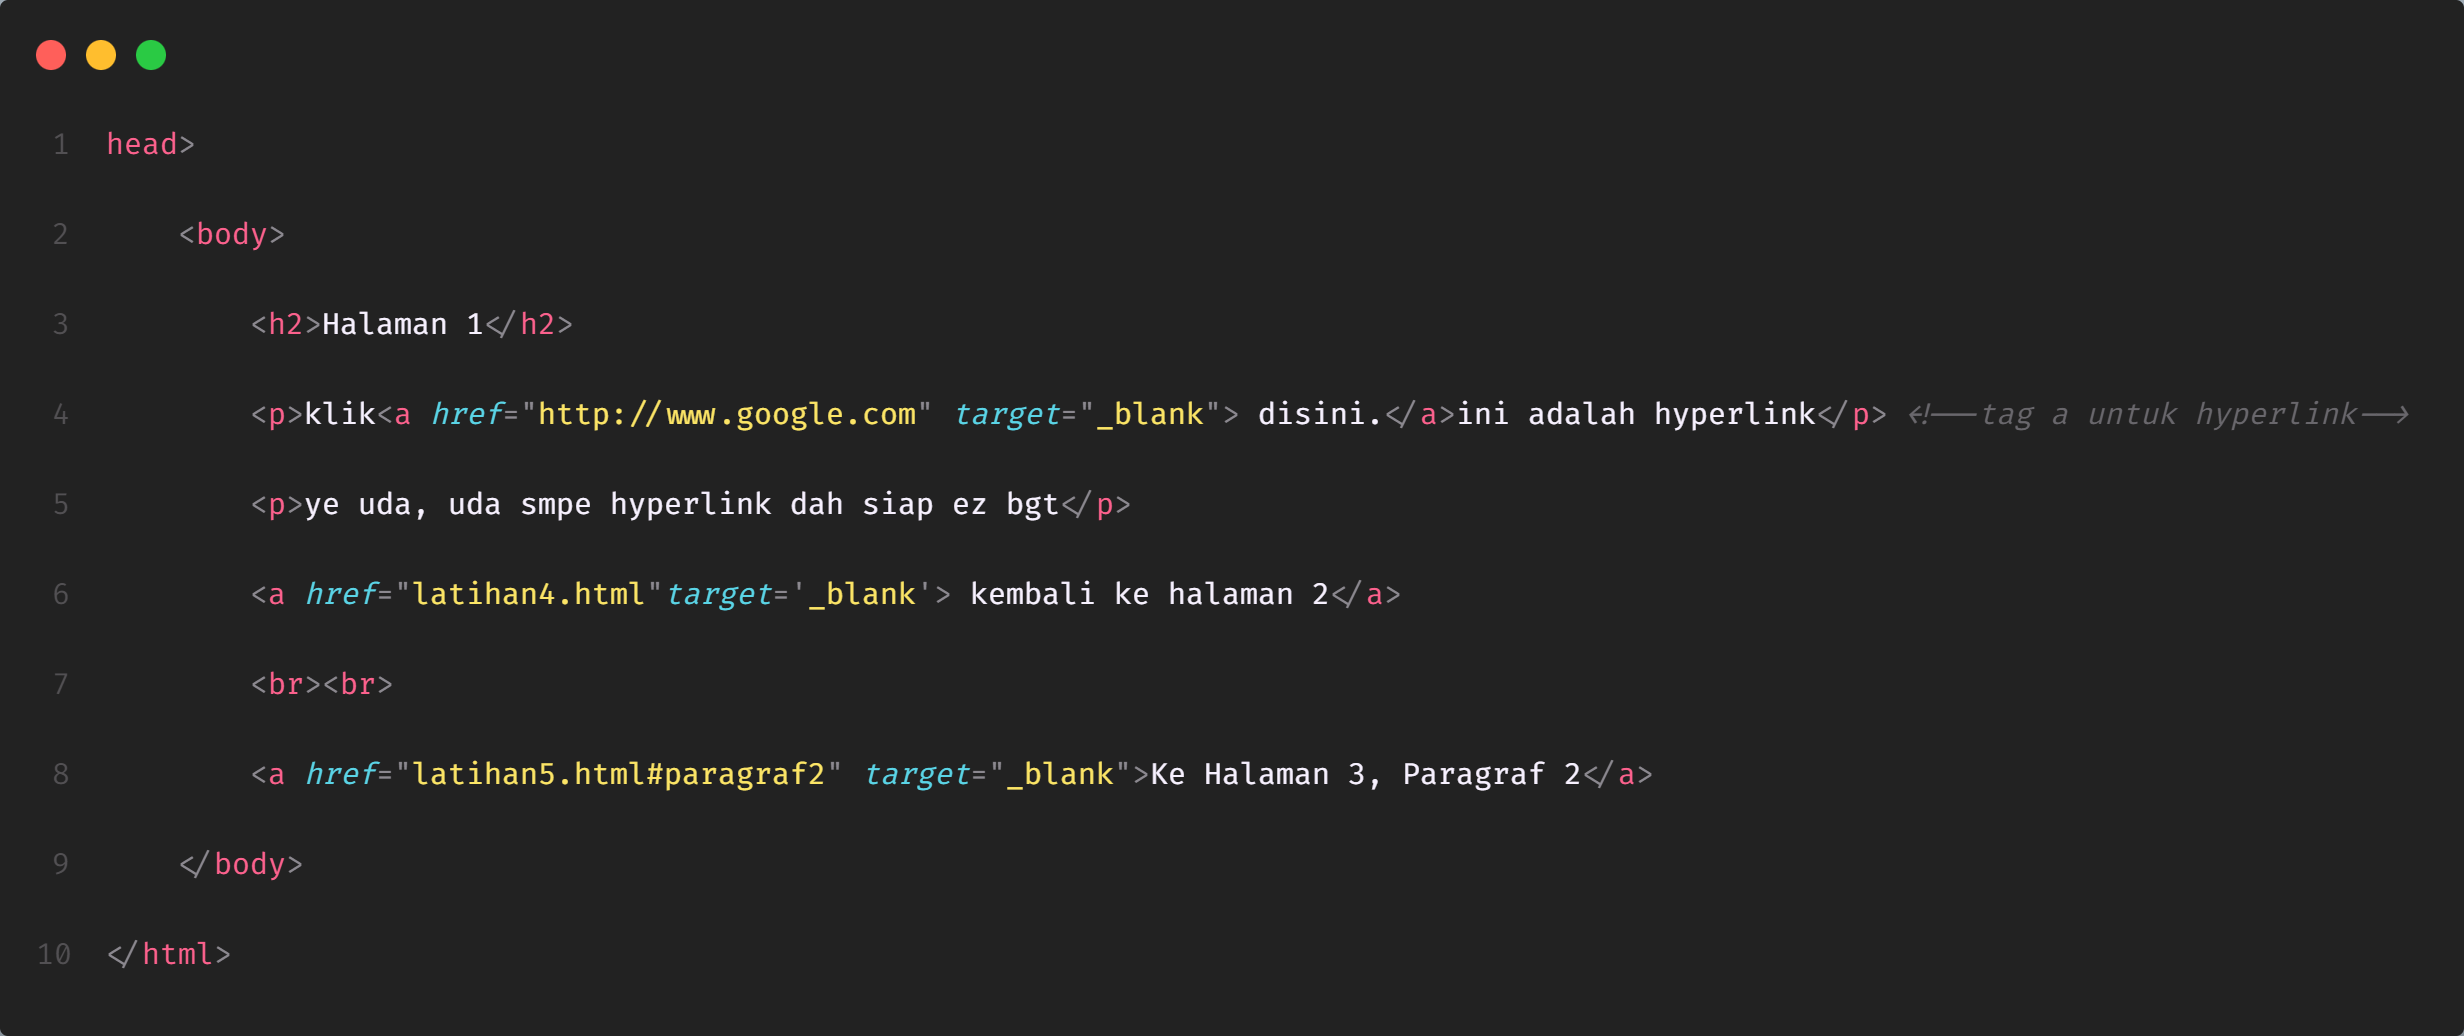 1 head>
2     <body>
3         <h2>Halaman 1</h2>
4         <p>klik<a href="http://www.google.com" target="_blank"> disini.</a>ini adalah hyperlink</p> <!--tag a untuk hyperlink-->
5         <p>ye uda, uda smpe hyperlink dah siap ez bgt</p>
6         <a href="latihan4.html"target='_blank'> kembali ke halaman 2</a>
7         <br><br>
8         <a href="latihan5.html#paragraf2" target="_blank">Ke Halaman 3, Paragraf 2</a>
9     </body>
10 </html>